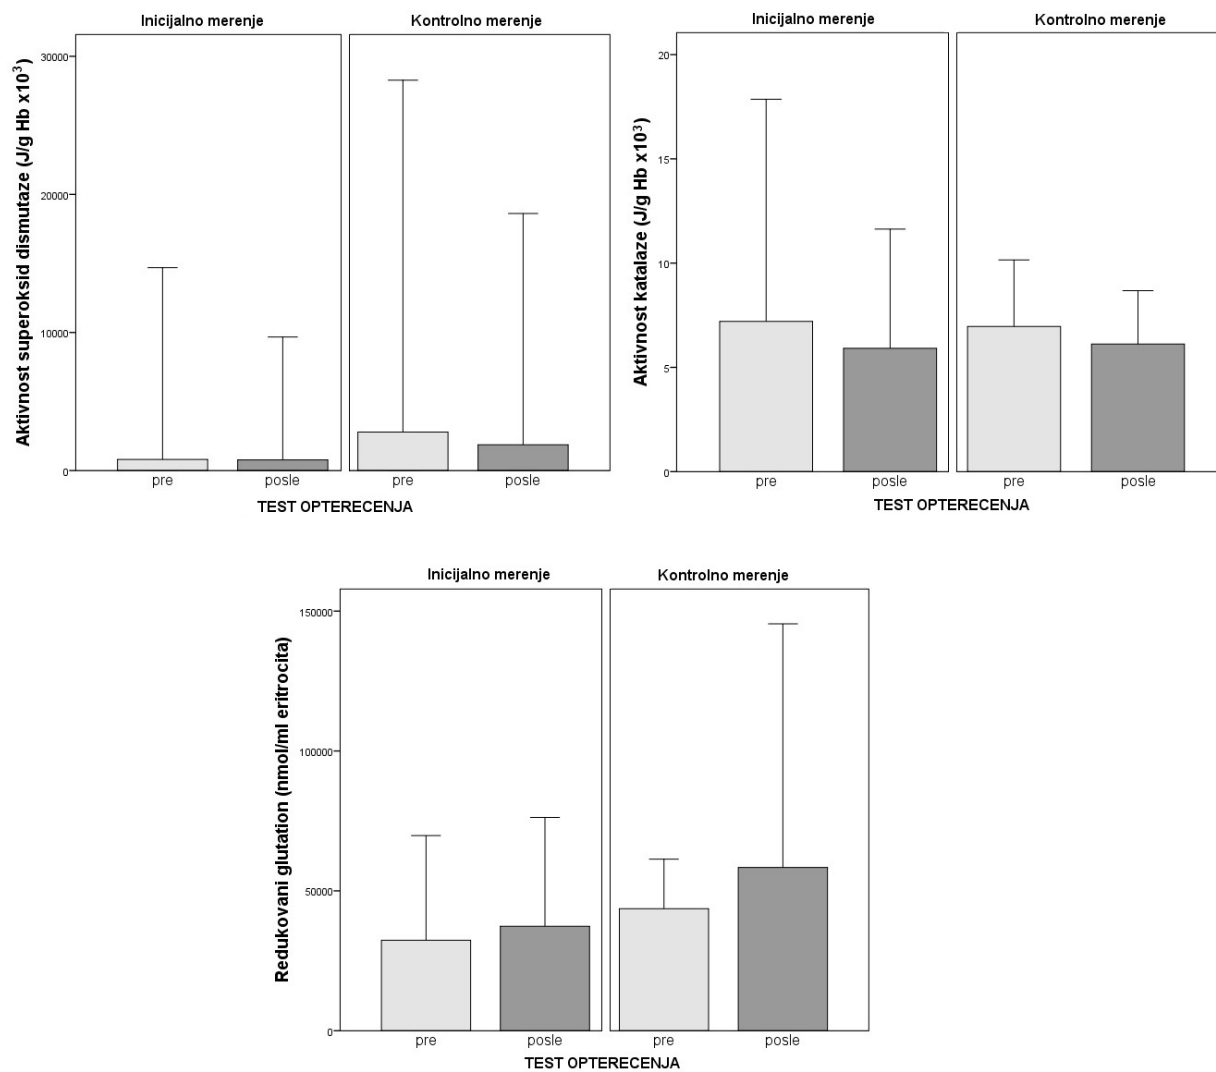 Inicijalno merenje
Kontrolno merenje
Aktivnost superoksid dismutaze (J/g Hb x10³)
30000
20000
10000
0
pre
posle
pre
posle
TEST OPTERECENJA
Inicijalno merenje
Kontrolno merenje
Aktivnost katalaze (J/g Hb x10³)
20
15
10
5
0
pre
posle
pre
posle
TEST OPTERECENJA
Inicijalno merenje
Kontrolno merenje
Redukovani glutation (nmol/ml eritrocita)
150000
100000
50000
0
pre
posle
pre
posle
TEST OPTERECENJA